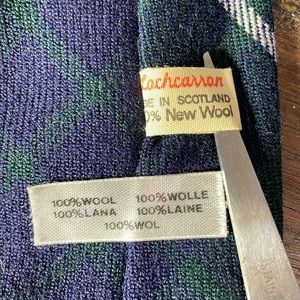 Lochcarron
DE IN SCOTLAND
0% New Wool
100%WOOL 100%WOLLE
100%LANA 100%LAINE
100%WOL